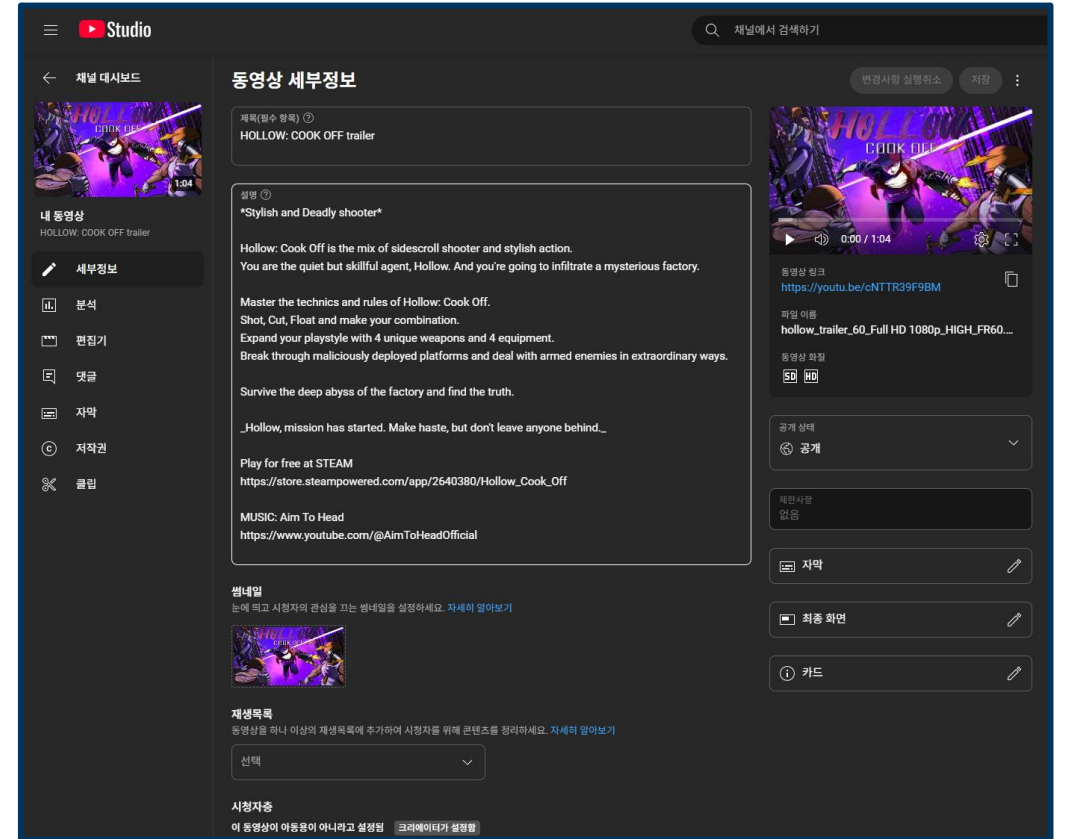 Studio
채널에서 검색하기
채널 대시보드
HOLLOW
COOK OFF
1:04
내 동영상
HOLLOW: COOK OFF trailer
세부정보
분석
편집기
댓글
자막
저작권
클립
동영상 세부정보
변경사항 실행취소
저장
제목(필수 항목)
HOLLOW: COOK OFF trailer
설명
*Stylish and Deadly shooter*
Hollow: Cook Off is the mix of sidescroll shooter and stylish action.
You are the quiet but skillful agent, Hollow. And you're going to infiltrate a mysterious factory.
Master the technics and rules of Hollow: Cook Off.
Shot, Cut, Float and make your combination.
Expand your playstyle with 4 unique weapons and 4 equipment.
Break through maliciously deployed platforms and deal with armed enemies in extraordinary ways.
Survive the deep abyss of the factory and find the truth.
_Hollow, mission has started. Make haste, but don't leave anyone behind._
Play for free at STEAM
https://store.steampowered.com/app/2640380/Hollow_Cook_Off
MUSIC: Aim To Head
https://www.youtube.com/@AimToHeadOfficial
썸네일
눈에 띄고 시청자의 관심을 끄는 썸네일을 설정하세요. 자세히 알아보기
HOLLOW
COOK OFF
재생목록
동영상을 하나 이상의 재생목록에 추가하여 시청자를 위해 콘텐츠를 정리하세요. 자세히 알아보기
선택
시청자층
이 동영상이 아동용이 아니라고 설정됨 크리에이터가 설정함
HOLLOW
COOK OFF
0:00 / 1:04
동영상 링크
https://youtu.be/cNTTR39F9BM
파일 이름
hollow_trailer_60_Full HD 1080p_HIGH_FR60....
동영상 화질
SD HD
공개 상태
공개
제한사항
없음
자막
최종 화면
카드